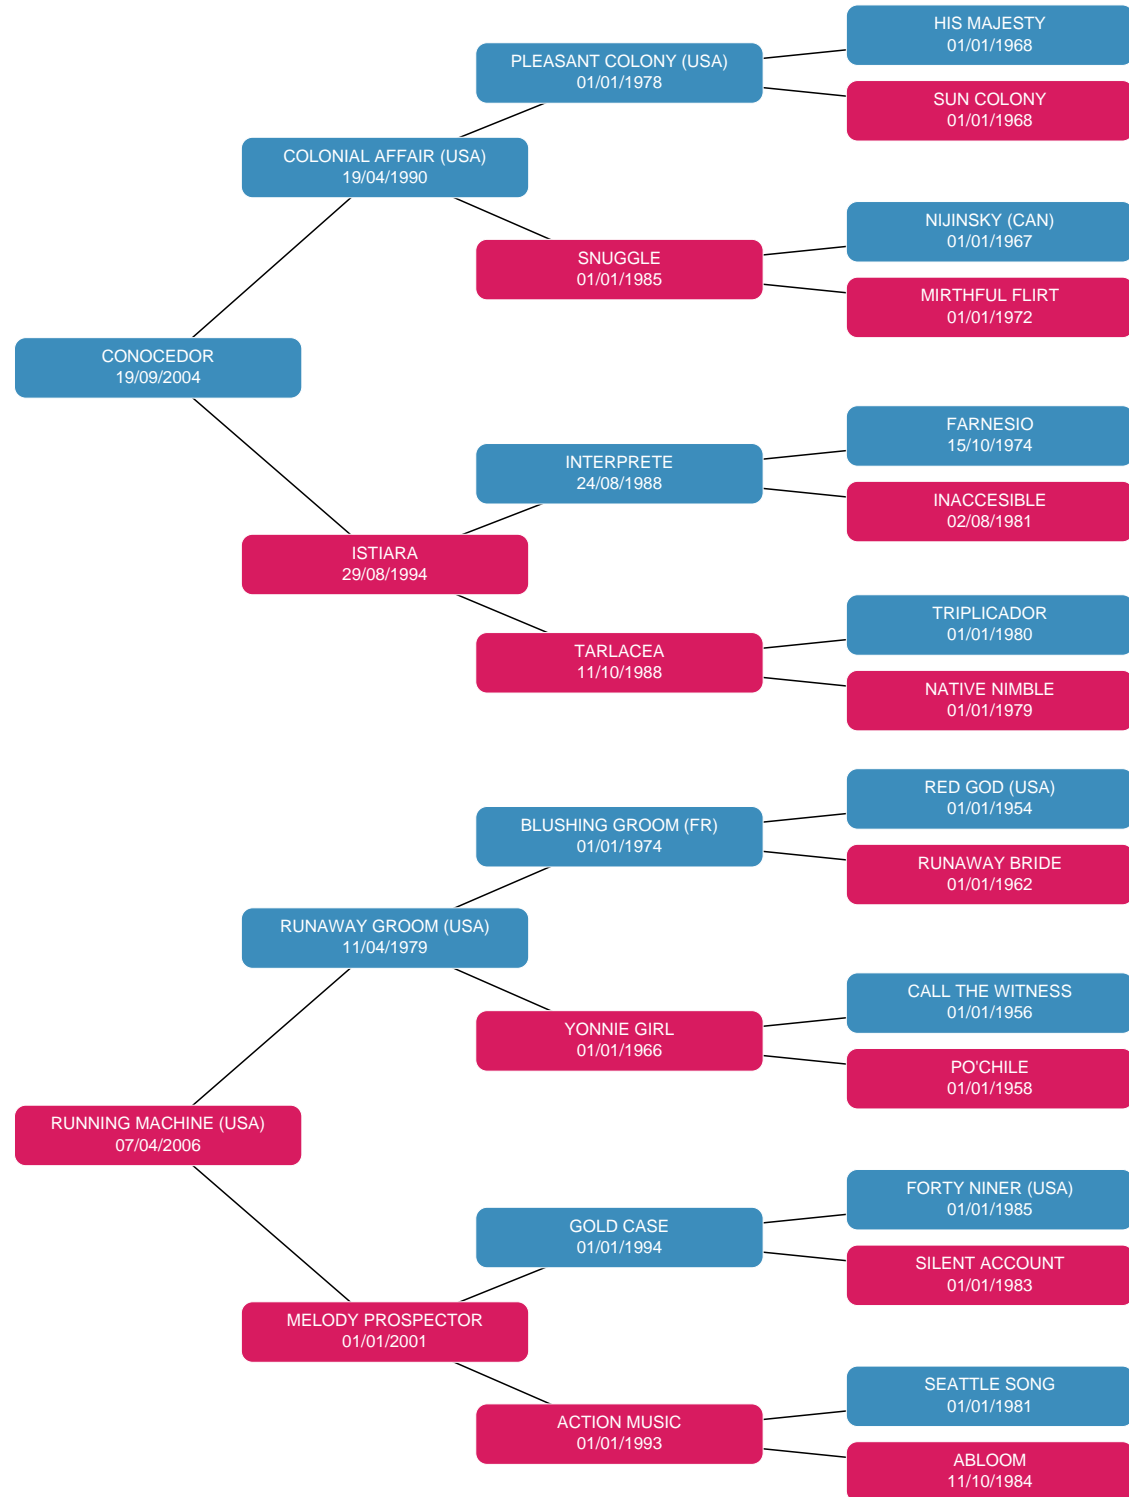 HIS MAJESTY
01/01/1968
PLEASANT COLONY (USA)
01/01/1978
SUN COLONY
01/01/1968
COLONIAL AFFAIR (USA)
19/04/1990
NIJINSKY (CAN)
01/01/1967
SNUGGLE
01/01/1985
MIRTHFUL FLIRT
01/01/1972
CONOCEDOR
19/09/2004
FARNESIO
15/10/1974
INTERPRETE
24/08/1988
INACCESIBLE
02/08/1981
ISTIARA
29/08/1994
TRIPLICADOR
01/01/1980
TARLACEA
11/10/1988
NATIVE NIMBLE
01/01/1979
RED GOD (USA)
01/01/1954
BLUSHING GROOM (FR)
01/01/1974
RUNAWAY BRIDE
01/01/1962
RUNAWAY GROOM (USA)
11/04/1979
CALL THE WITNESS
01/01/1956
YONNIE GIRL
01/01/1966
PO'CHILE
01/01/1958
RUNNING MACHINE (USA)
07/04/2006
FORTY NINER (USA)
01/01/1985
GOLD CASE
01/01/1994
SILENT ACCOUNT
01/01/1983
MELODY PROSPECTOR
01/01/2001
SEATTLE SONG
01/01/1981
ACTION MUSIC
01/01/1993
ABLOOM
11/10/1984